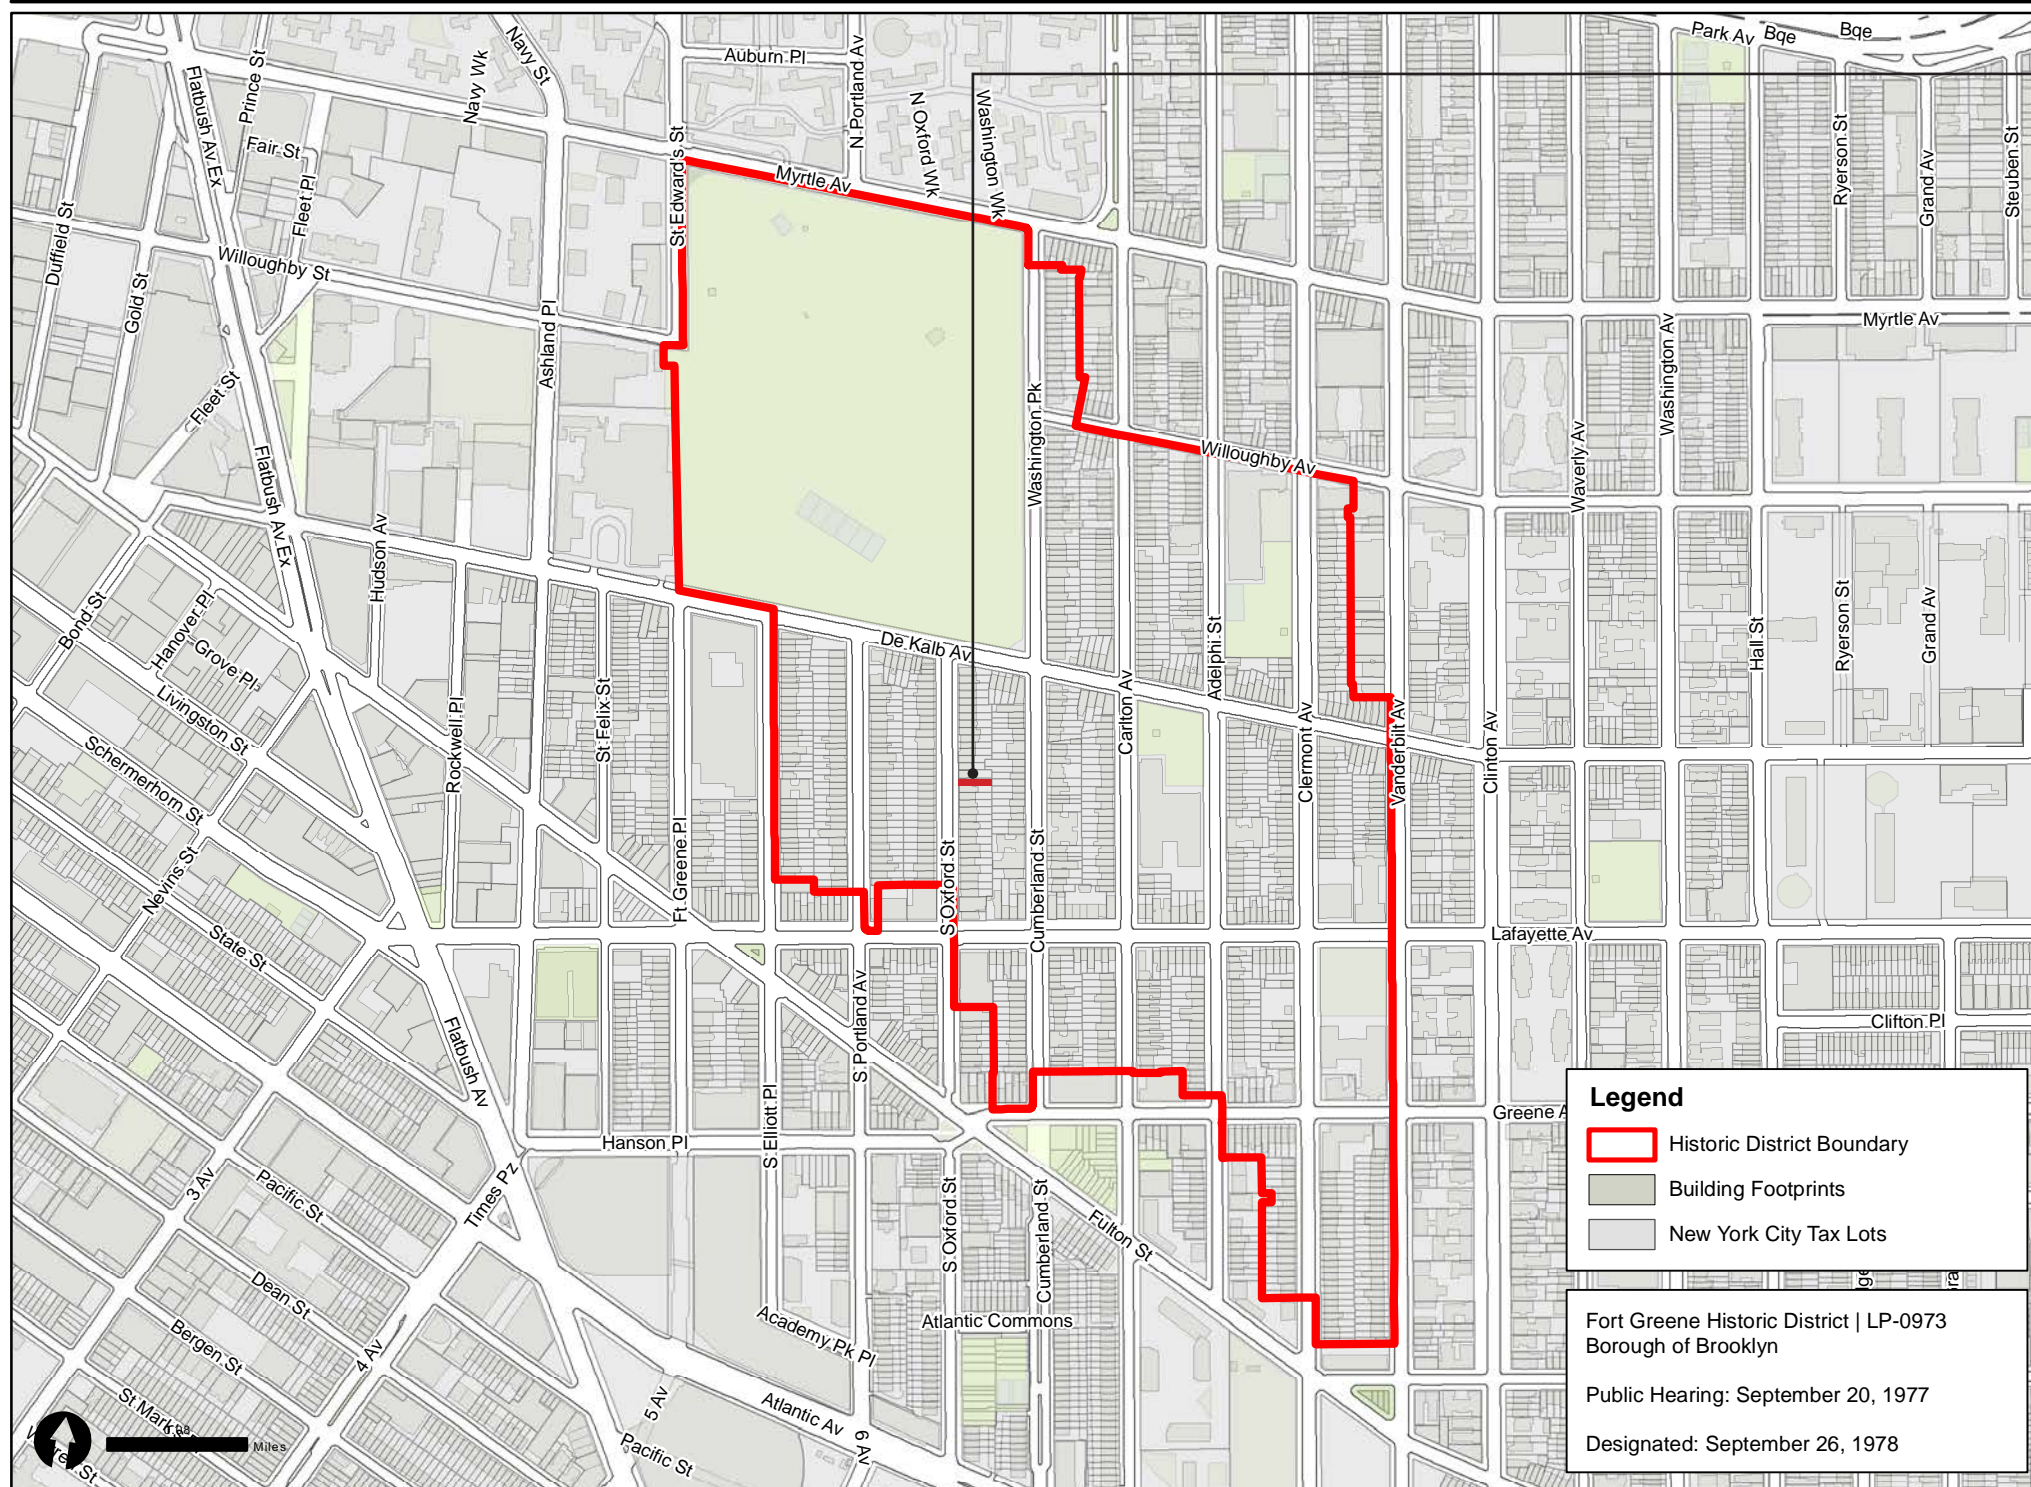 Park Av
Bqe
Bqe
Navy St
Auburn Pl
N Portland Av
Prince St
Flatbush Av Ex
Navy Wk
N Oxford Wk
Washington Wk
Fair St
Fleet Pl
St Edward's St
Myrtle Av
Ryerson St
Grand Av
Steuben St
Duffield St
Willoughby St
Gold St
Ashland Pl
Myrtle Av
Washington Av
Fleet St
Washington Pk
Willoughby Av
Waverly Av
Flatbush Av Ex
Hudson Av
Bond St
Hanover Pl
Grove Pl
De Kalb Av
Adelphi St
Hall St
Ryerson St
Grand Av
Livingston St
Rockwell Pl
St Felix St
Carlton Av
Clermont Av
Vanderbilt Av
Clinton Av
Schermerhorn St
Ft Greene Pl
S Oxford St
Cumberland St
Nevins St
State St
Lafayette Av
Flatbush Av
S Portland Av
Clifton Pl
S Elliott Pl
Hanson Pl
Greene A
3 Av
Pacific St
Times Pz
S Oxford St
Cumberland St
Fulton St
Dean St
Bergen St
4 Av
Academy Pk Pl
Atlantic Commons
St Mark
5 Av
Atlantic Av
6 Av
Pacific St
Miles
Legend
Historic District Boundary
Building Footprints
New York City Tax Lots
Fort Greene Historic District | LP-0973
Borough of Brooklyn
Public Hearing: September 20, 1977
Designated: September 26, 1978